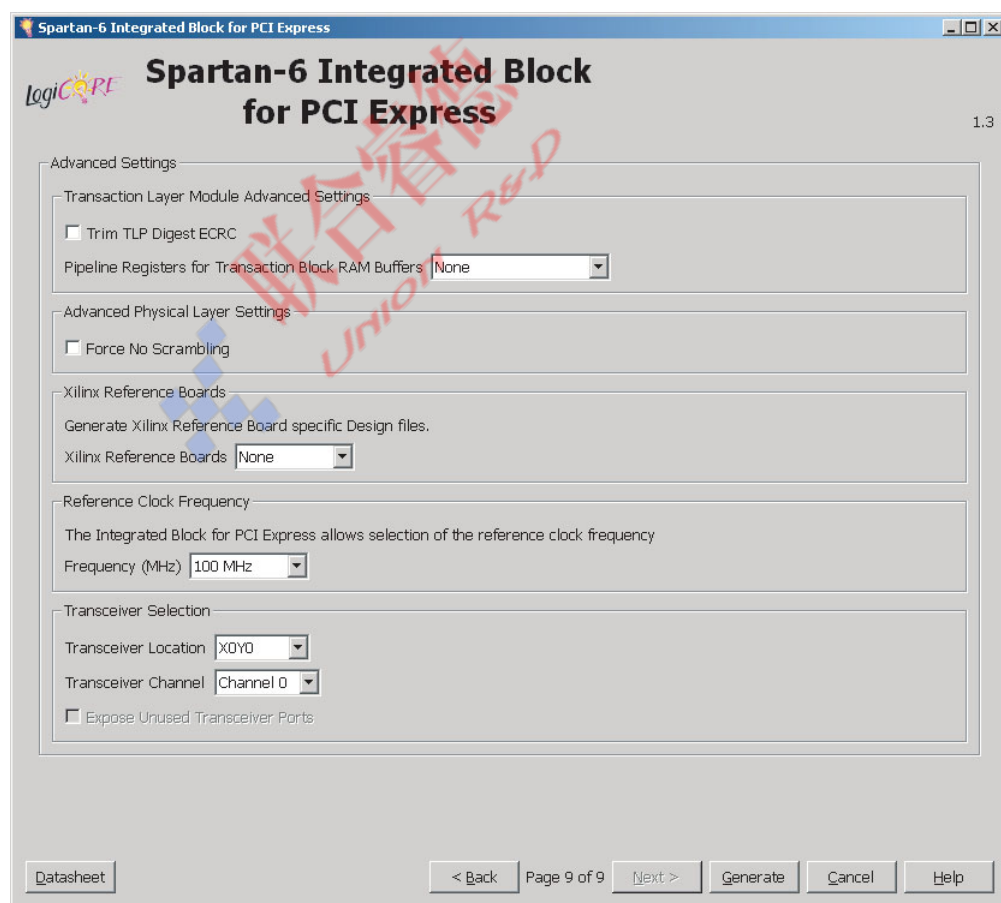 Spartan-6 Integrated Block for PCI Express
LogiCORE
Spartan-6 Integrated Block
for PCI Express
1.3
Advanced Settings
Transaction Layer Module Advanced Settings
Trim TLP Digest ECRC
Pipeline Registers for Transaction Block RAM Buffers None
Advanced Physical Layer Settings
Force No Scrambling
Xilinx Reference Boards
Generate Xilinx Reference Board specific Design files.
Xilinx Reference Boards None
Reference Clock Frequency
The Integrated Block for PCI Express allows selection of the reference clock frequency
Frequency (MHz) 100 MHz
Transceiver Selection
Transceiver Location X0Y0
Transceiver Channel Channel 0
Expose Unused Transceiver Ports
Datasheet < Back Page 9 of 9 Next > Generate Cancel Help
联合睿德
UNION R&D